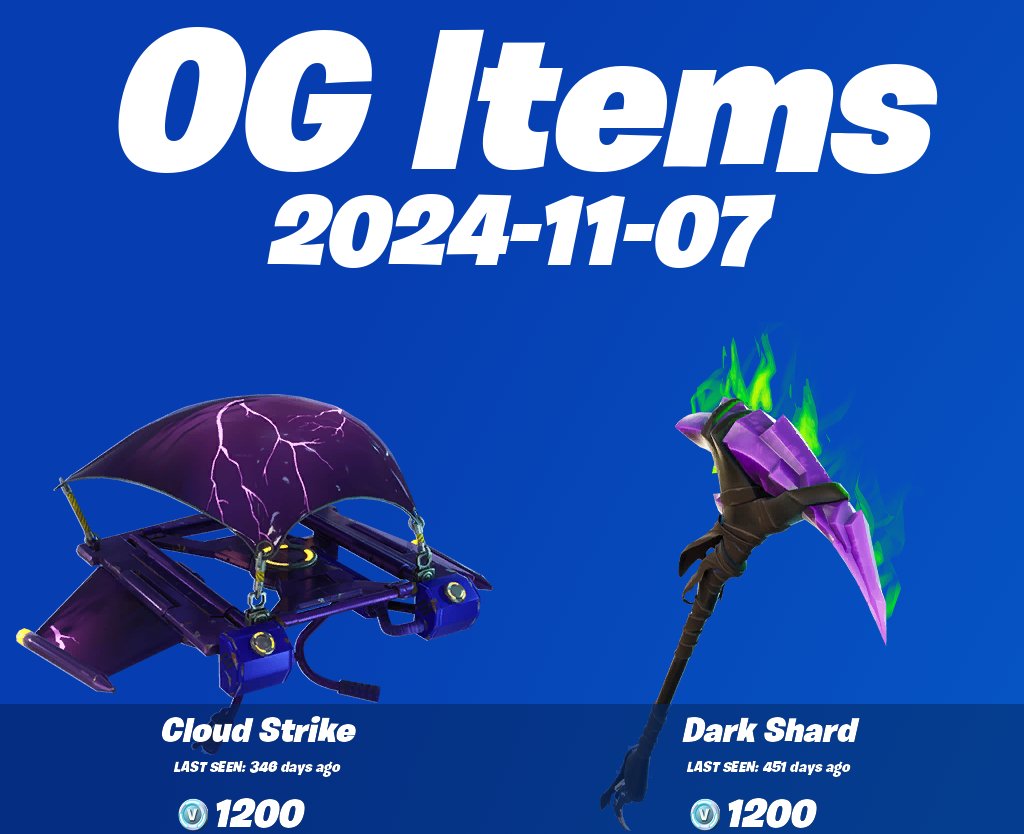 OG Items
2024-11-07
Cloud Strike
LAST SEEN: 346 days ago
V 1200
Dark Shard
LAST SEEN: 451 days ago
V 1200